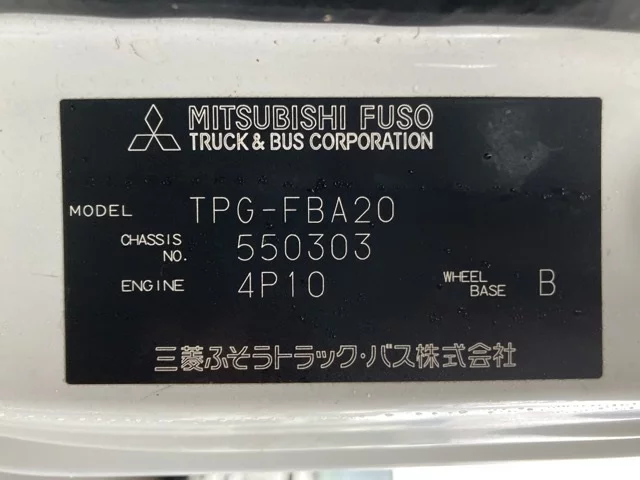 MITSUBISHI FUSO
TRUCK & BUS CORPORATION
MODEL TPG-FBA20
CHASSIS NO. 550303
ENGINE 4P10 WHEEL BASE B
三菱ふそうトラック・バス株式会社